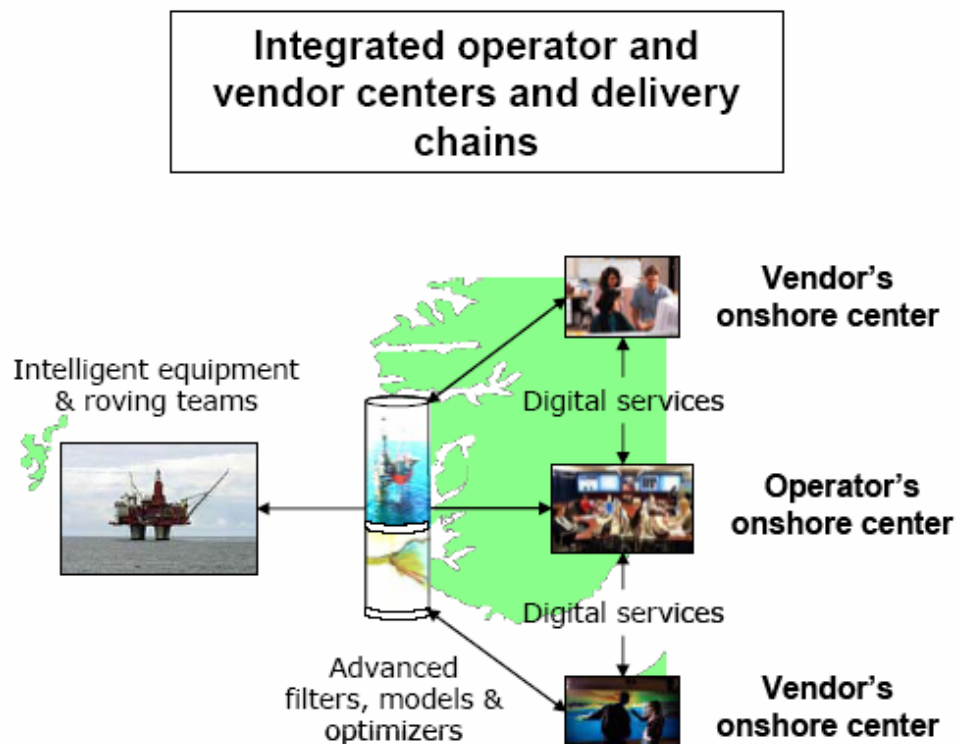 Integrated operator and
vendor centers and delivery
chains
Vendor's
onshore center
Intelligent equipment
& roving teams
Digital services
Operator's
onshore center
Digital services
Advanced
filters, models &
optimizers
Vendor's
onshore center